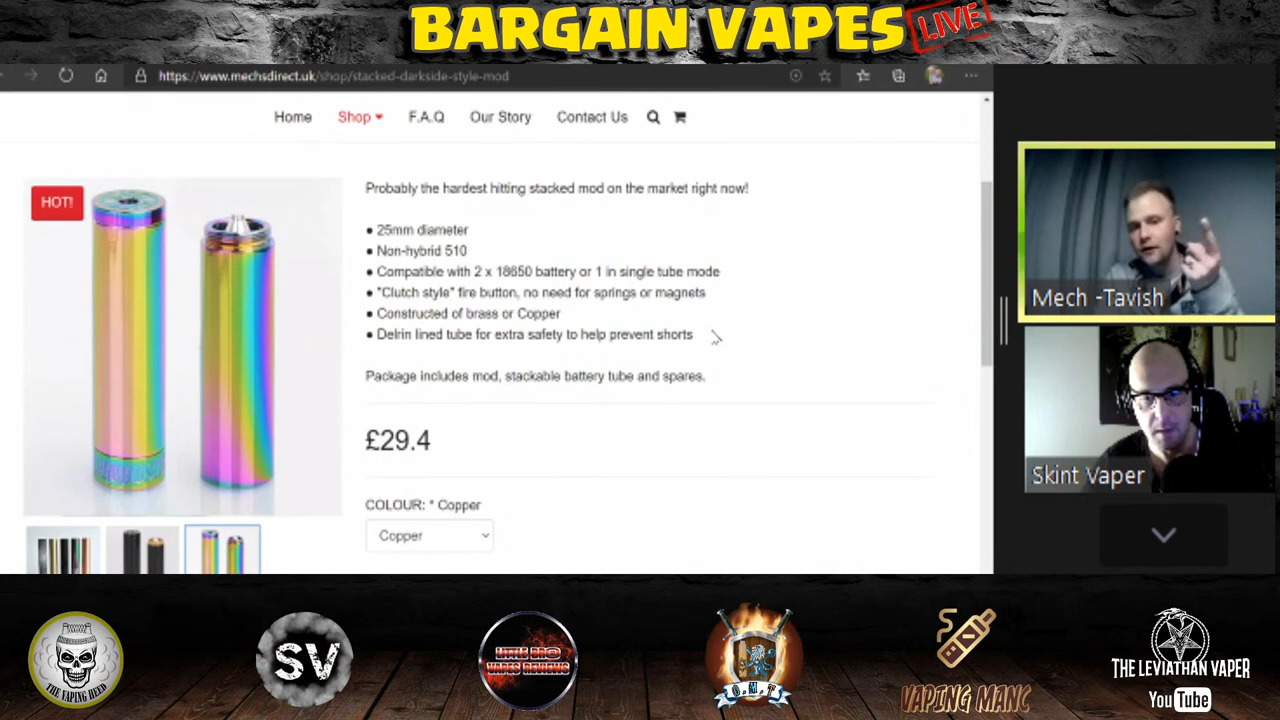 BARGAIN VAPES LIVE
https://www.mechsdirect.uk/shop/stacked-darkside-style-mod
Home Shop F.A.Q Our Story Contact Us
HOT!
Probably the hardest hitting stacked mod on the market right now!
● 25mm diameter
● Non-hybrid 510
● Compatible with 2 x 18650 battery or 1 in single tube mode
● "Clutch style" fire button, no need for springs or magnets
● Constructed of brass or Copper
● Delrin lined tube for extra safety to help prevent shorts
Package includes mod, stackable battery tube and spares.
£29.4
COLOUR: * Copper
Copper
Mech -Tavish
Skint Vaper
THE VAPING HEED
SV
LITTLE BRO
VAPES REVIEWS
O.M.T
VAPING MANC
THE LEVIATHAN VAPER
YouTube